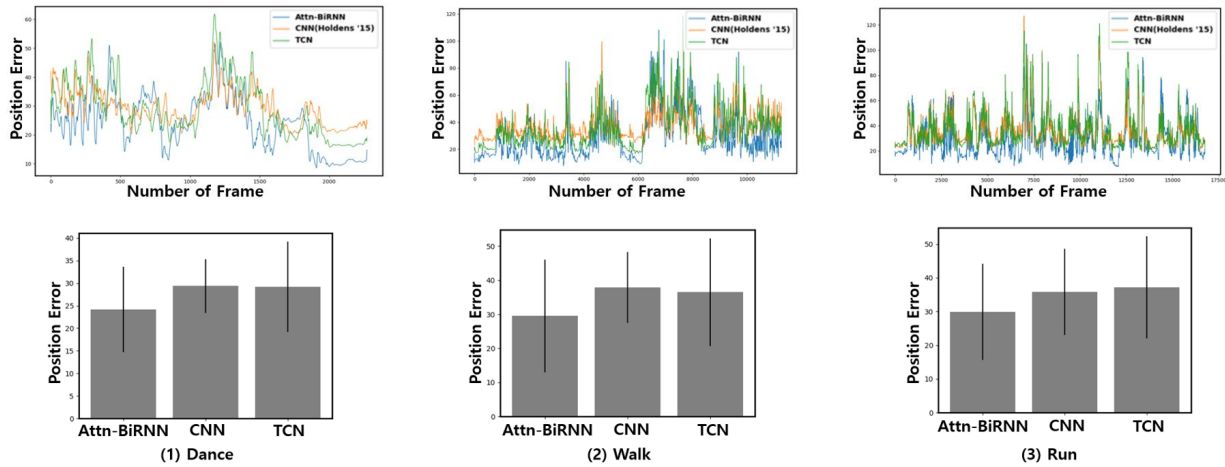 Attn-BiRNN
CNN(Holdens '15)
TCN
Position Error
60
50
40
30
20
10
0
500
1000
1500
2000
Number of Frame
Attn-BiRNN
CNN(Holdens '15)
TCN
Position Error
120
100
80
60
40
20
0
2000
4000
6000
8000
10000
Number of Frame
Attn-BiRNN
CNN(Holdens '15)
TCN
Position Error
120
100
80
60
40
20
0
2500
5000
7500
10000
12500
15000
17500
Number of Frame
Position Error
40
35
30
25
20
15
10
5
0
Attn-BiRNN
CNN
TCN
(1) Dance
Position Error
50
40
30
20
10
0
Attn-BiRNN
CNN
TCN
(2) Walk
Position Error
50
40
30
20
10
0
Attn-BiRNN
CNN
TCN
(3) Run